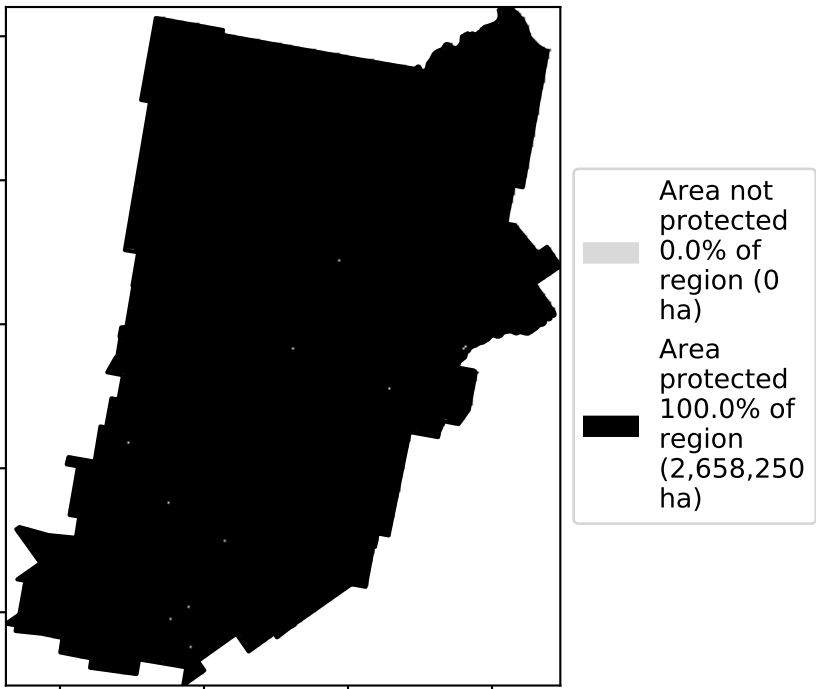 Area not
protected
0.0% of
region (0
ha)
Area
protected
100.0% of
region
(2,658,250
ha)